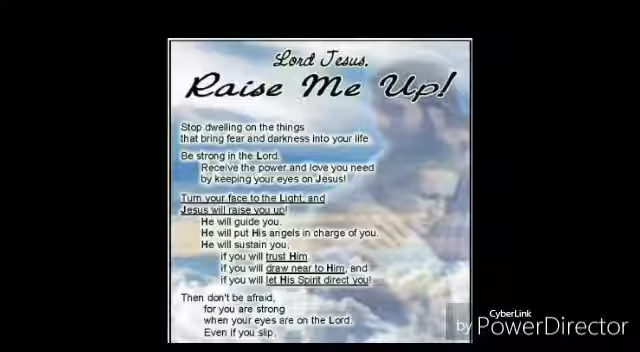 Lord Jesus,
Raise Me Up!
Stop dwelling on the things
that bring fear and darkness into your life
Be strong in the Lord.
Receive the power and love you need
by keeping your eyes on Jesus!
Turn your face to the Light, and
Jesus will raise you up!
He will guide you.
He will put His angels in charge of you.
He will sustain you,
if you will trust Him
if you will draw near to Him, and
if you will let His Spirit direct you!
Then don't be afraid,
for you are strong
when your eyes are on the Lord.
Even if you slip,
CyberLink
by PowerDirector